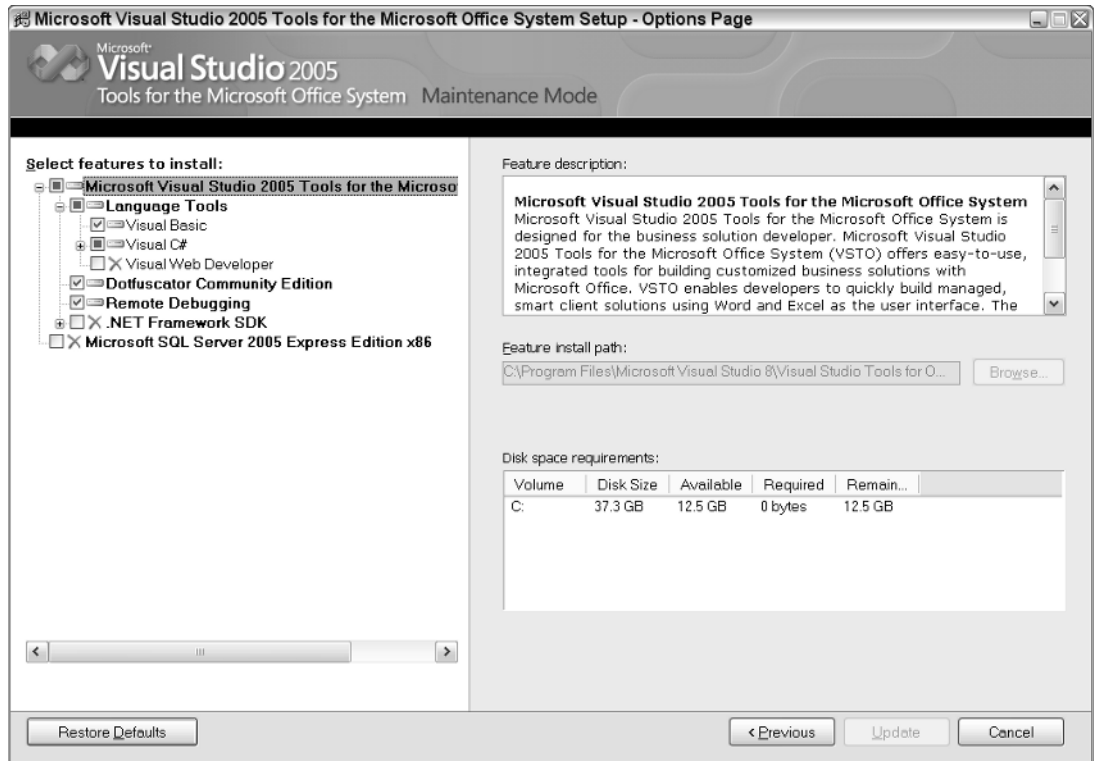 Microsoft Visual Studio 2005 Tools for the Microsoft Office System Setup - Options Page
Microsoft
Visual Studio 2005
Tools for the Microsoft Office System Maintenance Mode
Select features to install:
Microsoft Visual Studio 2005 Tools for the Microso
Language Tools
Visual Basic
Visual C#
Visual Web Developer
Dotfuscator Community Edition
Remote Debugging
.NET Framework SDK
Microsoft SQL Server 2005 Express Edition x86
Feature description:
Microsoft Visual Studio 2005 Tools for the Microsoft Office System
Microsoft Visual Studio 2005 Tools for the Microsoft Office System is
designed for the business solution developer. Microsoft Visual Studio
2005 Tools for the Microsoft Office System (VSTO) offers easy-to-use,
integrated tools for building customized business solutions with
Microsoft Office. VSTO enables developers to quickly build managed,
smart client solutions using Word and Excel as the user interface. The
Feature install path:
C:\Program Files\Microsoft Visual Studio 8\Visual Studio Tools for O...
Browse...
Disk space requirements:
Volume Disk Size Available Required Remain...
C: 37.3 GB 12.5 GB 0 bytes 12.5 GB
Restore Defaults
< Previous
Update
Cancel